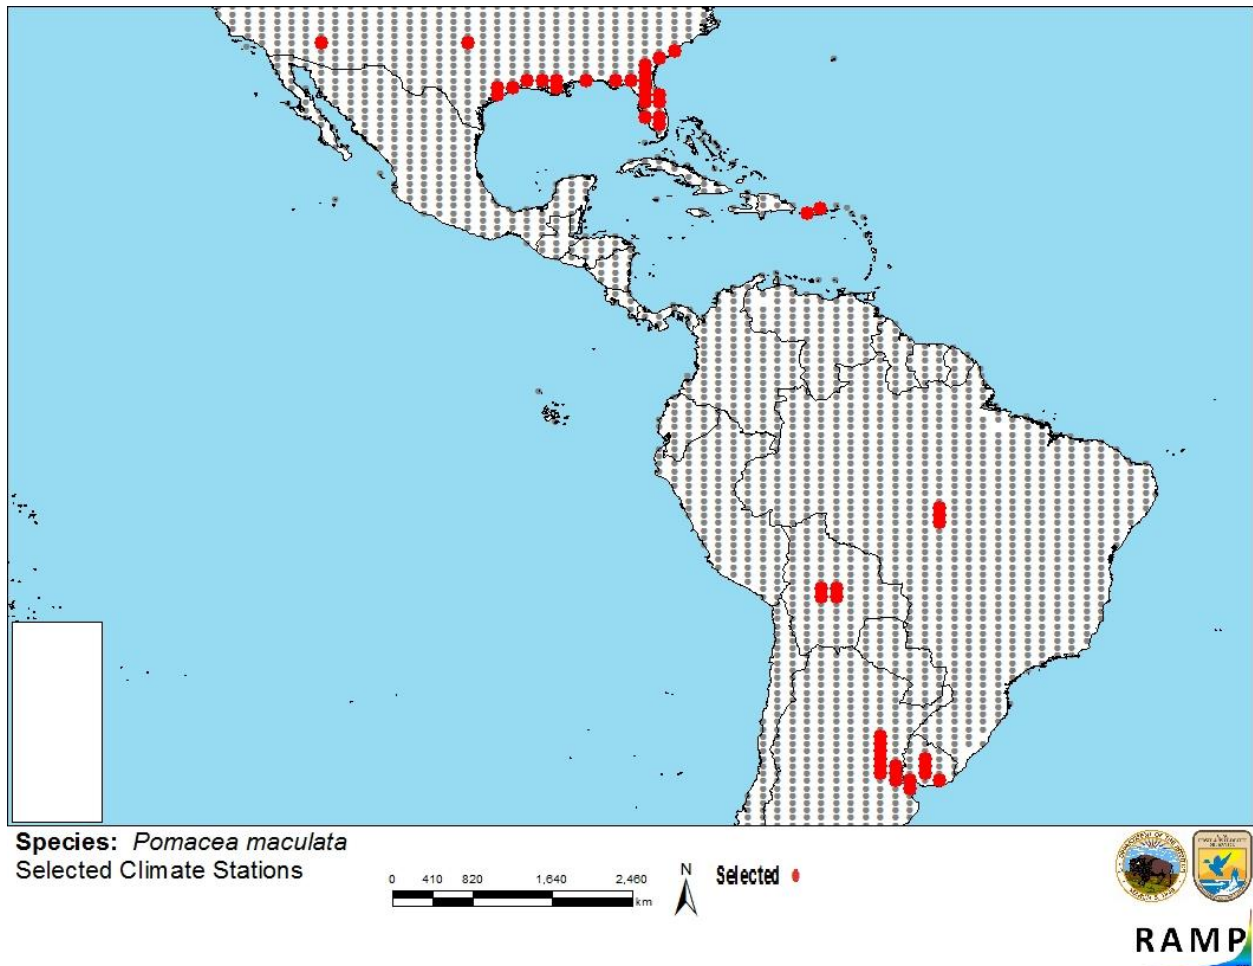 Species: Pomacea maculata
Selected Climate Stations
0 410 820 1,640 2,460
km
N
Selected
RAMP